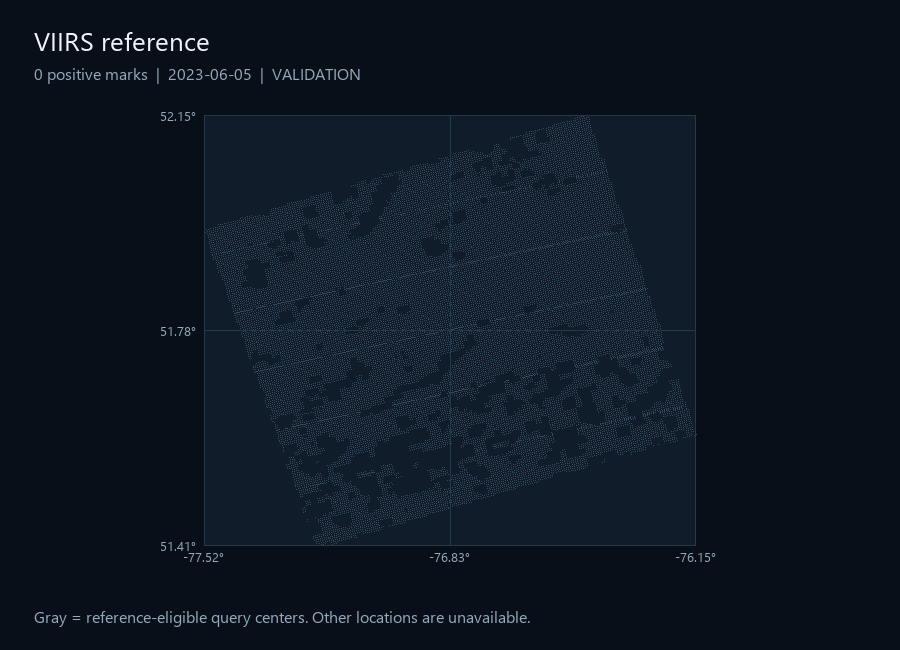 VIIRS reference
0 positive marks | 2023-06-05 | VALIDATION
52.15°
51.78°
51.41°
-77.52° -76.83° -76.15°
Gray = reference-eligible query centers. Other locations are unavailable.